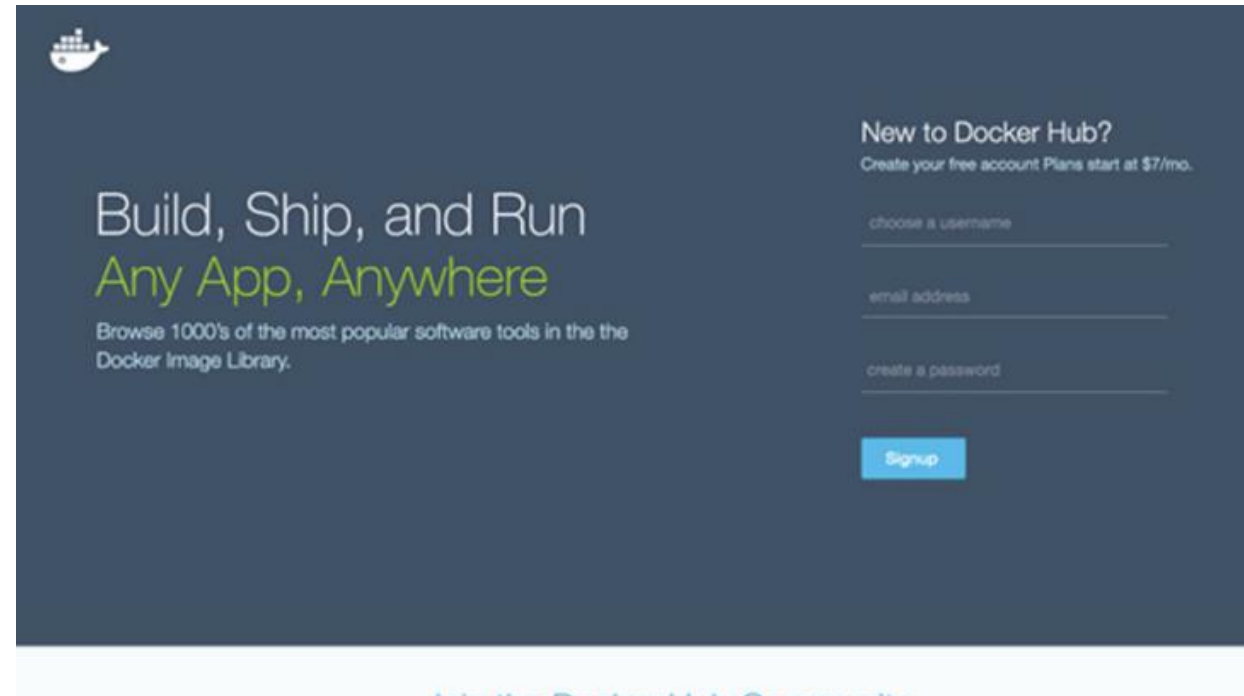 Build, Ship, and Run
Any App, Anywhere
Browse 1000's of the most popular software tools in the the
Docker Image Library.
New to Docker Hub?
Create your free account Plans start at $7/mo.
choose a username
email address
create a password
Signup